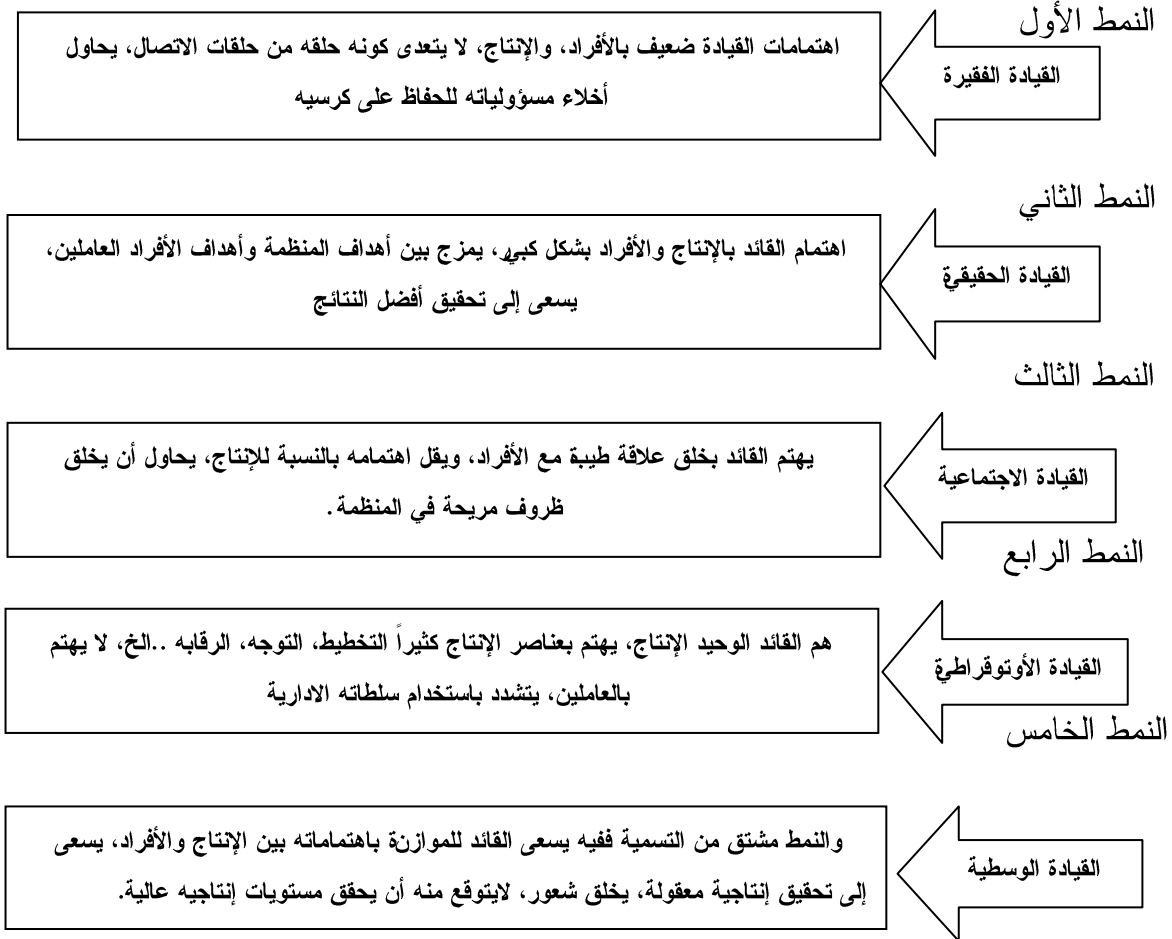 النمط الأول
القيادة الفقيرة
اهتمامات القيادة ضعيف بالأفراد، والإنتاج، لا يتعدى كونه حلقه من حلقات الاتصال، يحاول
أخلاء مسؤولياته للحفاظ على كرسيه
النمط الثاني
القيادة الحقيقية
اهتمام القائد بالإنتاج والأفراد بشكل كبير، يمزج بين أهداف المنظمة وأهداف الأفراد العاملين،
يسعى إلى تحقيق أفضل النتائج
النمط الثالث
القيادة الاجتماعية
يهتم القائد بخلق علاقة طيبة مع الأفراد، ويقل اهتمامه بالنسبة للإنتاج، يحاول أن يخلق
ظروف مريحة في المنظمة.
النمط الرابع
القيادة الأوتوقراطية
هم القائد الوحيد الإنتاج، يهتم بعناصر الإنتاج كثيراً التخطيط، التوجه، الرقابه ..الخ، لا يهتم
بالعاملين، يتشدد باستخدام سلطاته الادارية
النمط الخامس
القيادة الوسطية
والنمط مشتق من التسمية ففيه يسعى القائد للموازنة باهتماماته بين الإنتاج والأفراد، يسعى
إلى تحقيق إنتاجية معقولة، يخلق شعور، لايتوقع منه أن يحقق مستويات إنتاجيه عالية.